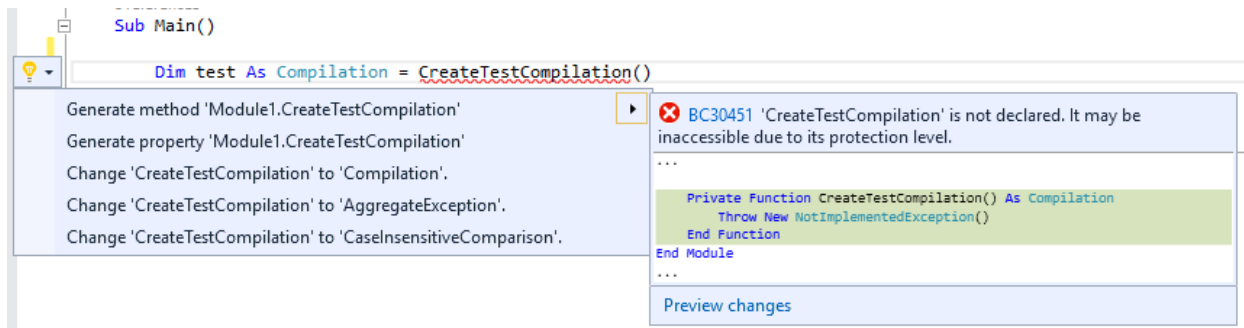 Sub Main()
Dim test As Compilation = CreateTestCompilation()
Generate method 'Module1.CreateTestCompilation'
Generate property 'Module1.CreateTestCompilation'
Change 'CreateTestCompilation' to 'Compilation'.
Change 'CreateTestCompilation' to 'AggregateException'.
Change 'CreateTestCompilation' to 'CaseInsensitiveComparison'.
BC30451 'CreateTestCompilation' is not declared. It may be
inaccessible due to its protection level.
...
Private Function CreateTestCompilation() As Compilation
Throw New NotImplementedException()
End Function
End Module
...
Preview changes